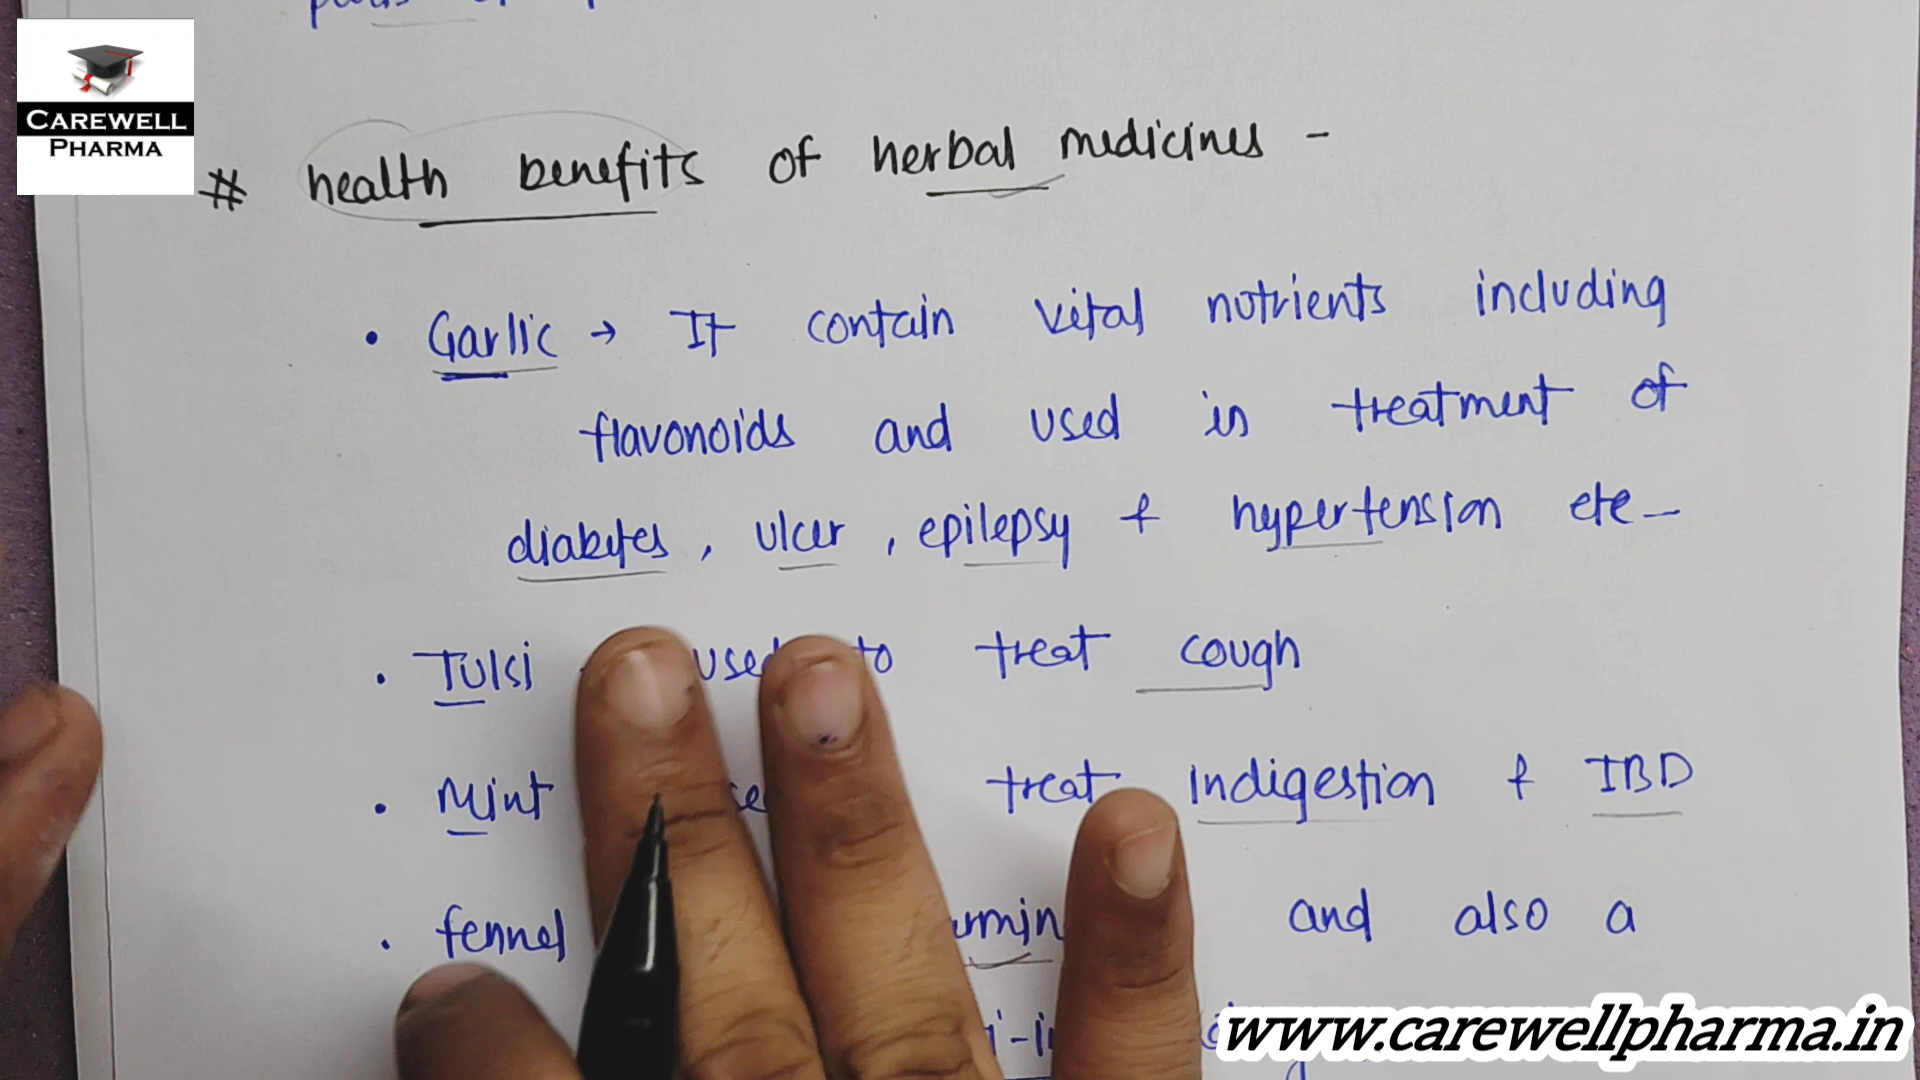 CAREWELL
PHARMA
# health benefits of herbal medicines -
• Garlic → It contain vital nutrients including
flavonoids and used in treatment of
diabetes, ulcer, epilepsy & hypertension etc-
• Tulsi used to treat cough
• Mint treat indigestion & IBD
• fennel and also a
www.carewellpharma.in